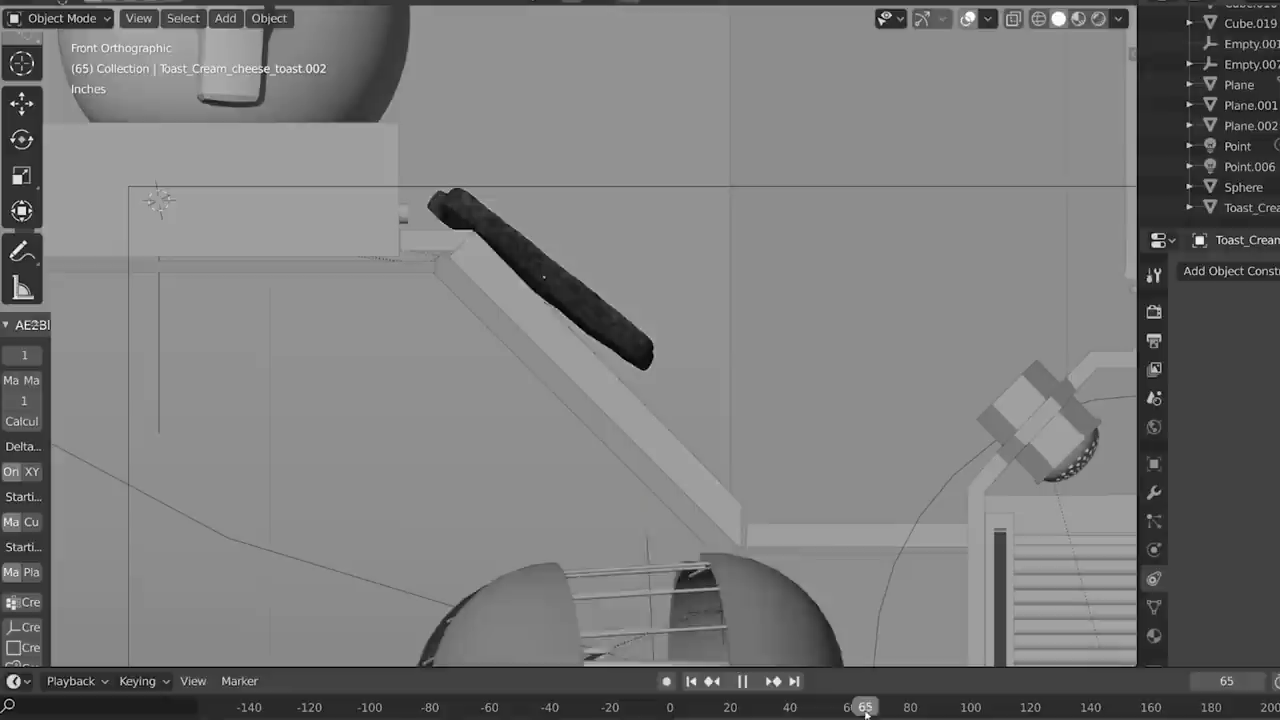 Object Mode View Select Add Object
Front Orthographic
(65) Collection | Toast_Cream_cheese_toast.002
Inches
Cube.019
Empty.001
Empty.007
Plane
Plane.001
Plane.002
Point
Point.006
Sphere
Toast_Crea
Toast_Cream
Add Object Const
AE2Bl
1
Ma Ma
1
Calcul
Delta...
On XY
Starti...
Ma Cu
Starti...
Ma Pla
Cre
Cre
Cre
Playback Keying View Marker 65
-140 -120 -100 -80 -60 -40 -20 0 20 40 65 80 100 120 140 160 180 200